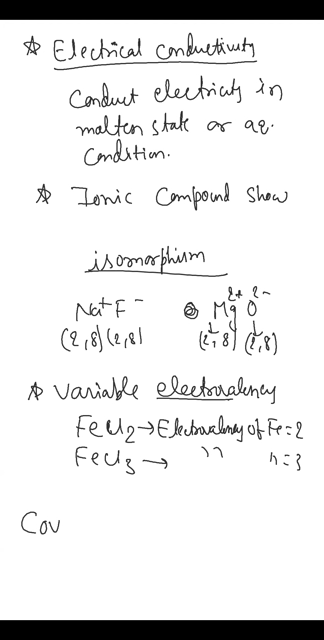 ☆ Electrical conductivity
Conduct electricity in
molten state or aq.
condition.
☆ Ionic Compound show
isomorphism
Na⁺F⁻ Mg²⁺O²⁻
(2,8)(2,8) (2,8)(2,8)
☆ Variable electrovalency
FeCl₂→Electrovalency of Fe=2
FeCl₃→ '' ''=3
Cov